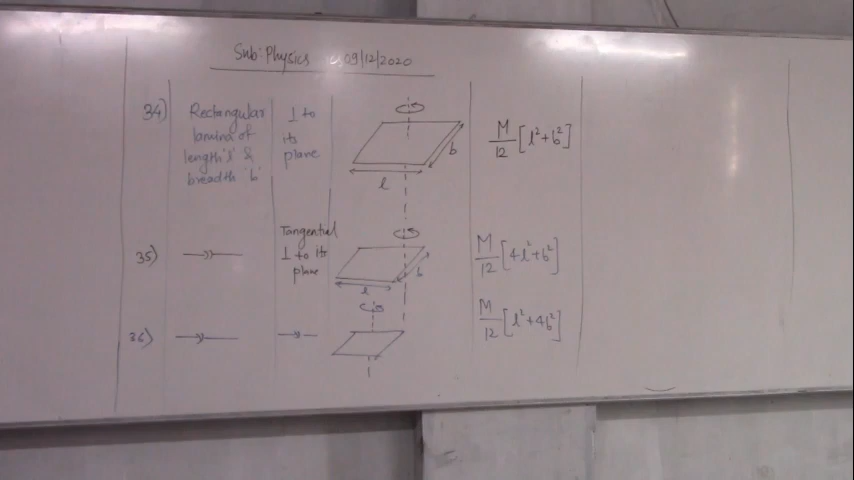 Sub: Physics 09/12/2020
34) Rectangular lamina of length 'l' & breadth 'b'
⊥ to its plane
l
b
M/12 [l²+b²]
35)
Tangential ⊥ to its plane
l
b
M/12 [4l²+b²]
36)
M/12 [l²+4b²]